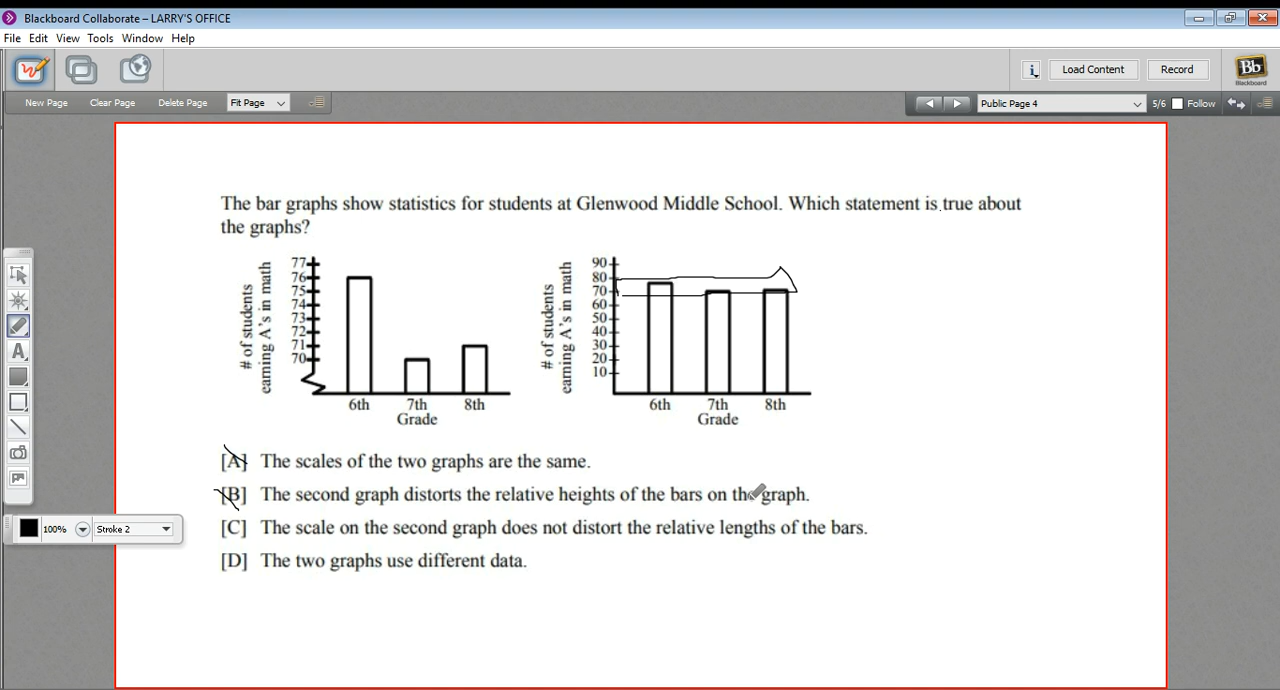 Blackboard Collaborate – LARRY'S OFFICE
File Edit View Tools Window Help
i Load Content Record Bb
Blackboard
New Page Clear Page Delete Page Fit Page Public Page 4 5/6 Follow
The bar graphs show statistics for students at Glenwood Middle School. Which statement is true about
the graphs?
# of students
earning A's in math
77
76
75
74
73
72
71
70
6th 7th 8th
Grade
# of students
earning A's in math
90
80
70
60
50
40
30
20
10
6th 7th 8th
Grade
[A] The scales of the two graphs are the same.
[B] The second graph distorts the relative heights of the bars on the graph.
[C] The scale on the second graph does not distort the relative lengths of the bars.
[D] The two graphs use different data.
A
100% Stroke 2